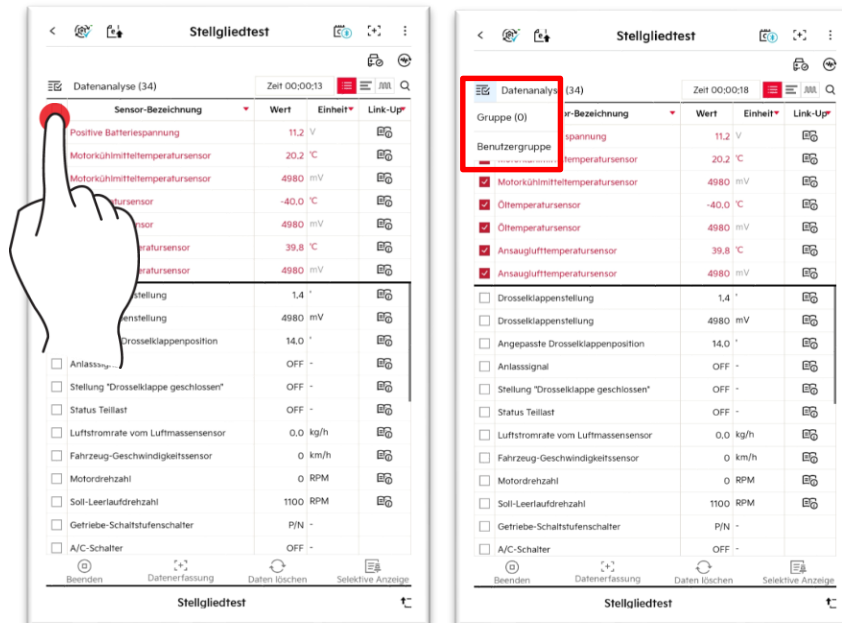 Stellgliedtest
Datenanalyse (34) Zeit 00;00;13
Sensor-Bezeichnung Wert Einheit Link-Up
Positive Batteriespannung 11,2 V
Motorkühlmitteltemperatursensor 20,2 ℃
Motorkühlmitteltemperatursensor 4980 mV
-40,0 ℃
4980 mV
39,8 ℃
4980 mV
1,4 °
4980 mV
Drosselklappenposition 14,0 °
OFF -
Stellung "Drosselklappe geschlossen" OFF -
Status Teillast OFF -
Luftstromrate vom Luftmassensensor 0,0 kg/h
Fahrzeug-Geschwindigkeitssensor 0 km/h
Motordrehzahl 0 RPM
Soll-Leerlaufdrehzahl 1100 RPM
Getriebe-Schaltstufenschalter P/N -
A/C-Schalter OFF -
Beenden Datenerfassung Daten löschen Selektive Anzeige
Stellgliedtest
Stellgliedtest
Datenanalyse (34) Zeit 00;00;18
Gruppe (0)
Benutzergruppe
Wert Einheit Link-Up
11,2 V
Motorkühlmitteltemperatursensor 20,2 ℃
Motorkühlmitteltemperatursensor 4980 mV
Öltemperatursensor -40,0 ℃
Öltemperatursensor 4980 mV
Ansauglufttemperatursensor 39,8 ℃
Ansauglufttemperatursensor 4980 mV
Drosselklappenstellung 1,4 °
Drosselklappenstellung 4980 mV
Angepasste Drosselklappenposition 14,0 °
Anlasssignal OFF -
Stellung "Drosselklappe geschlossen" OFF -
Status Teillast OFF -
Luftstromrate vom Luftmassensensor 0,0 kg/h
Fahrzeug-Geschwindigkeitssensor 0 km/h
Motordrehzahl 0 RPM
Soll-Leerlaufdrehzahl 1100 RPM
Getriebe-Schaltstufenschalter P/N -
A/C-Schalter OFF -
Beenden Datenerfassung Daten löschen Selektive Anzeige
Stellgliedtest